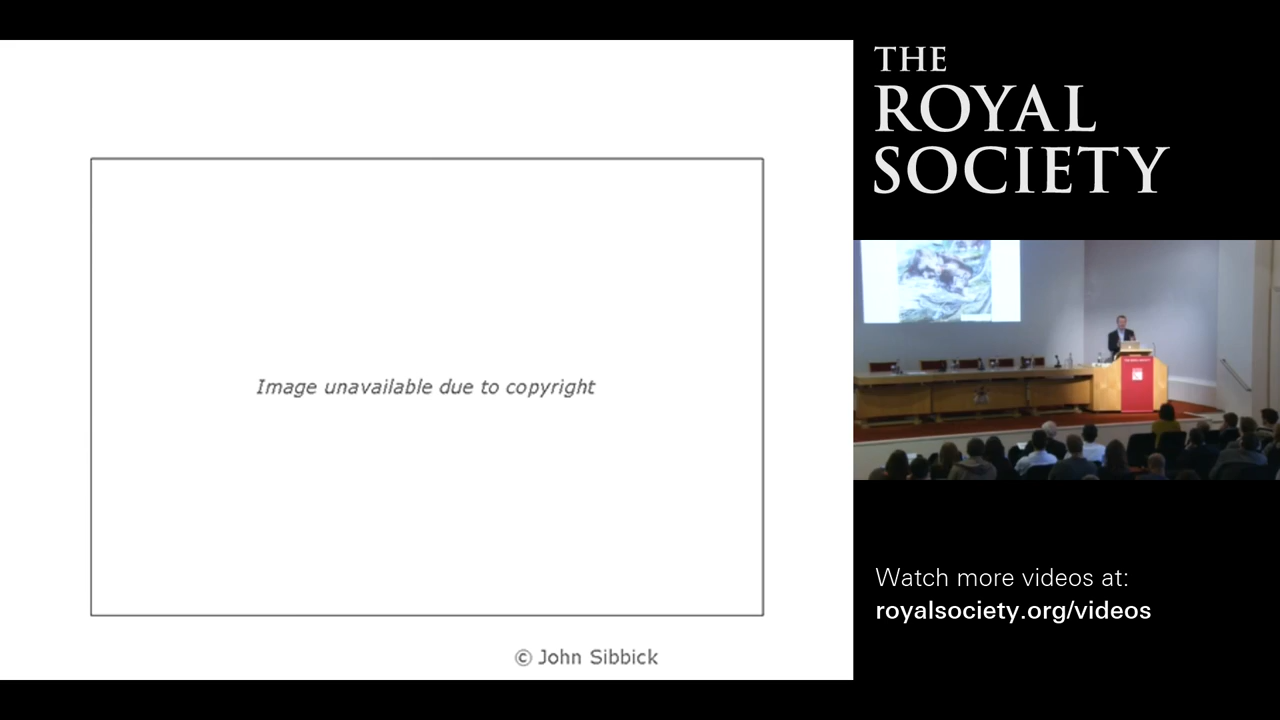 Image unavailable due to copyright
© John Sibbick
THE
ROYAL
SOCIETY
Watch more videos at:
royalsociety.org/videos